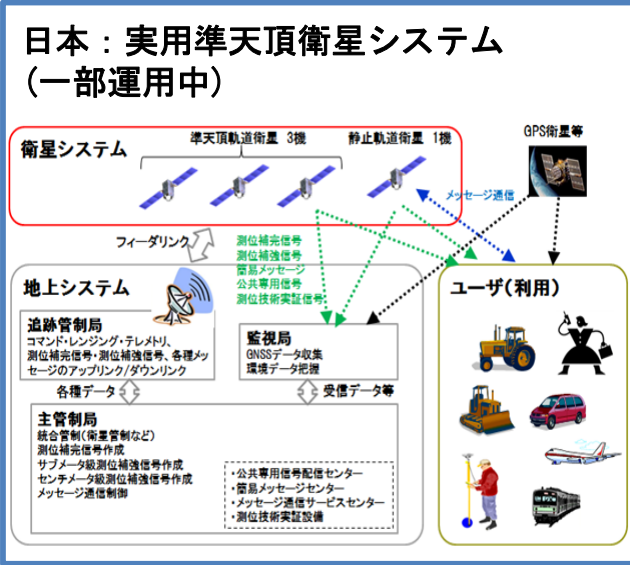 日本：実用準天頂衛星システム
(一部運用中)
準天頂軌道衛星 3機
静止軌道衛星 1機
GPS衛星等
衛星システム
メッセージ通信
フィーダリンク
測位補完信号
測位補強信号
簡易メッセージ
公共専用信号
測位技術実証信号
地上システム
ユーザ(利用)
追跡管制局
コマンド・レンジング・テレメトリ、
測位補完信号・測位補強信号、各種メッ
セージのアップリンク/ダウンリンク
監視局
GNSSデータ収集
環境データ把握
各種データ
受信データ等
主管制局
統合管制(衛星管制など)
測位補完信号作成
サブメータ級測位補強信号作成
センチメータ級測位補強信号作成
メッセージ通信制御
・公共専用信号配信センター
・簡易メッセージセンター
・メッセージ通信サービスセンター
・測位技術実証設備